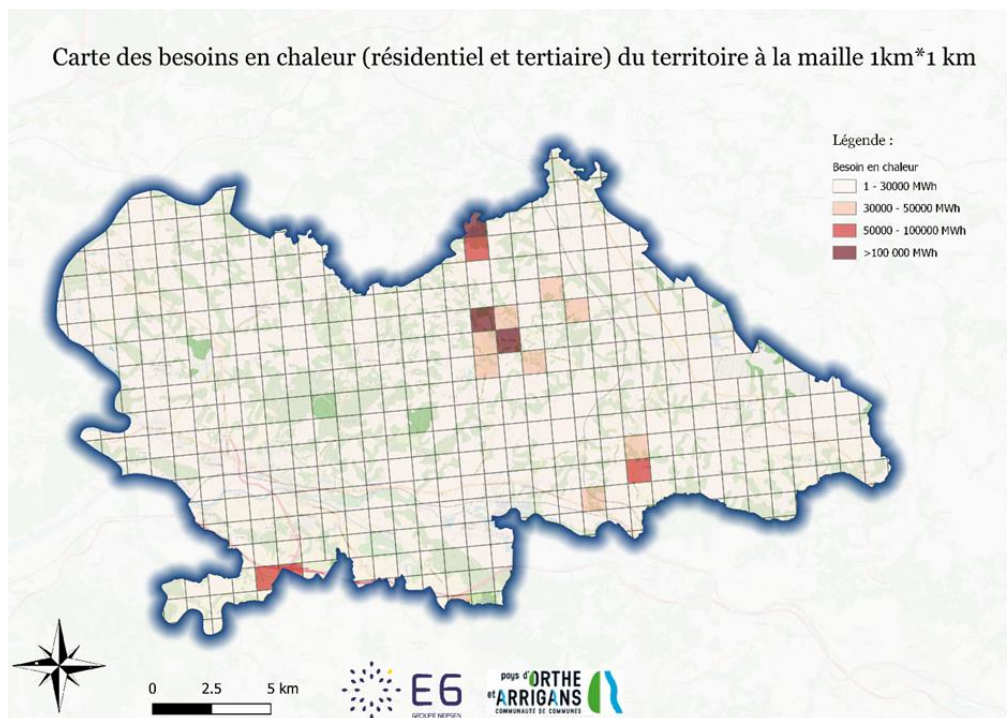 Carte des besoins en chaleur (résidentiel et tertiaire) du territoire à la maille 1km*1 km
Légende :
Besoin en chaleur
1 - 30000 MWh
30000 - 50000 MWh
50000 - 100000 MWh
>100 000 MWh
0 2.5 5 km
E6
GROUPE NEPSEN
pays d'ORTHE
et ARRIGANS
COMMUNAUTÉ DE COMMUNES